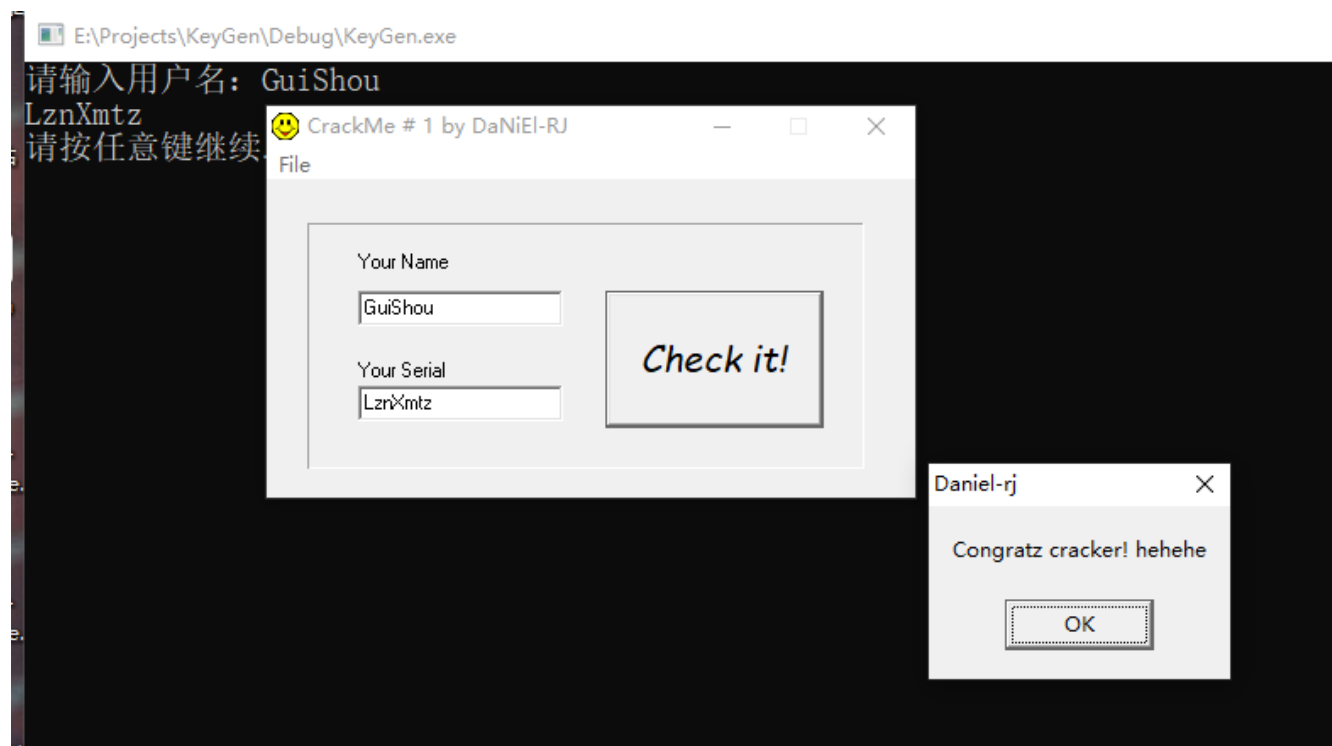 E:\Projects\KeyGen\Debug\KeyGen.exe
请输入用户名：GuiShou
LznXmtz
请按任意键继续.
CrackMe # 1 by DaNiEl-RJ
File
Your Name
GuiShou
Check it!
Your Serial
LznXmtz
Daniel-rj
Congratz cracker! hehehe
OK